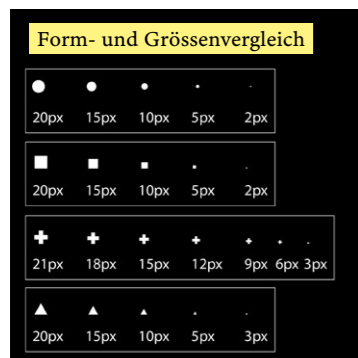 Form- und Grössenvergleich
20px 15px 10px 5px 2px
20px 15px 10px 5px 2px
21px 18px 15px 12px 9px 6px 3px
20px 15px 10px 5px 3px